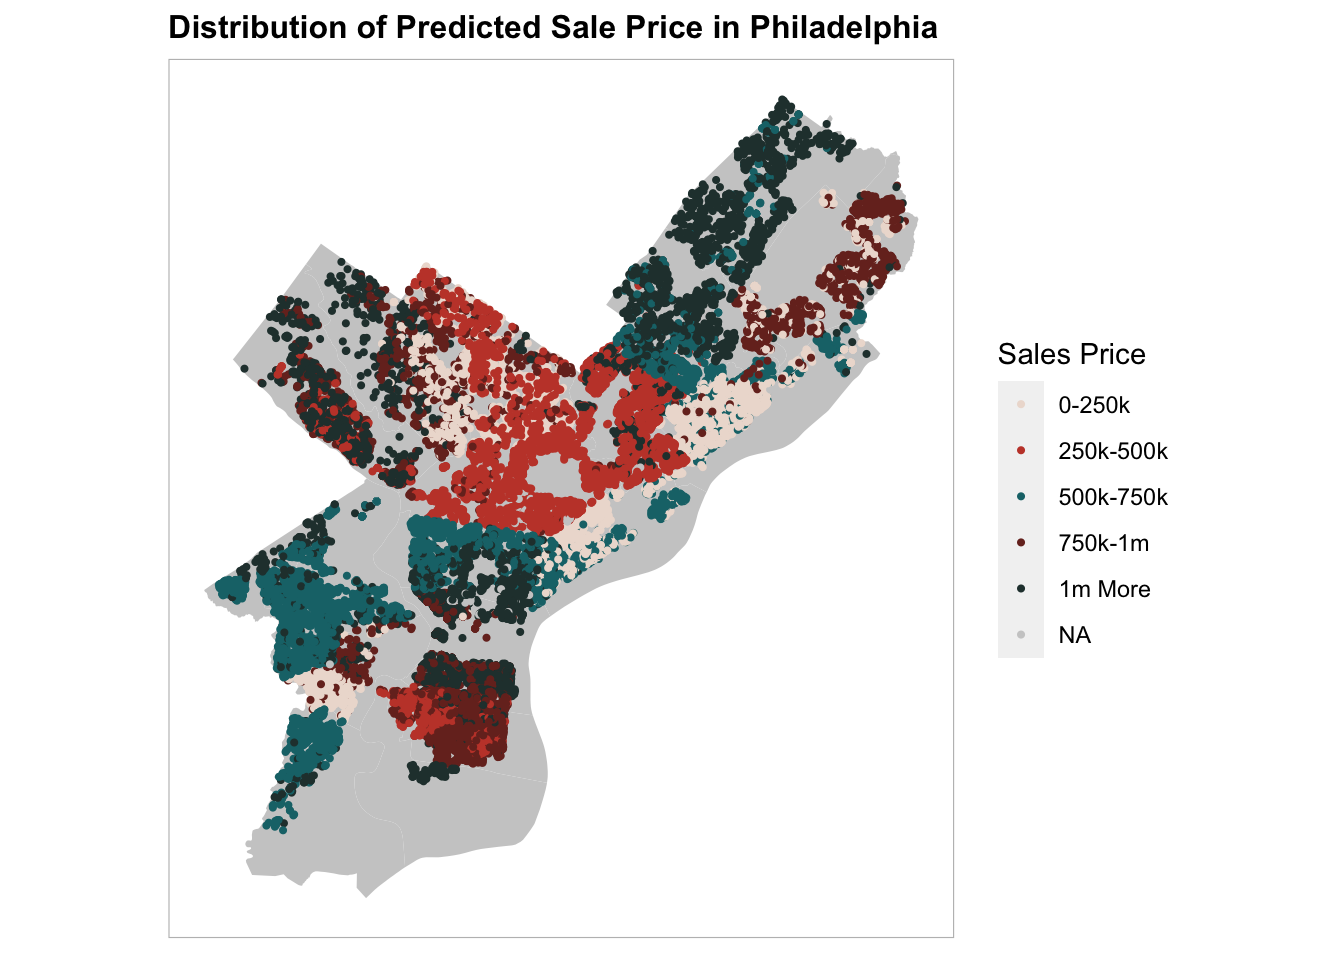 Distribution of Predicted Sale Price in Philadelphia
Sales Price
0-250k
250k-500k
500k-750k
750k-1m
1m More
NA